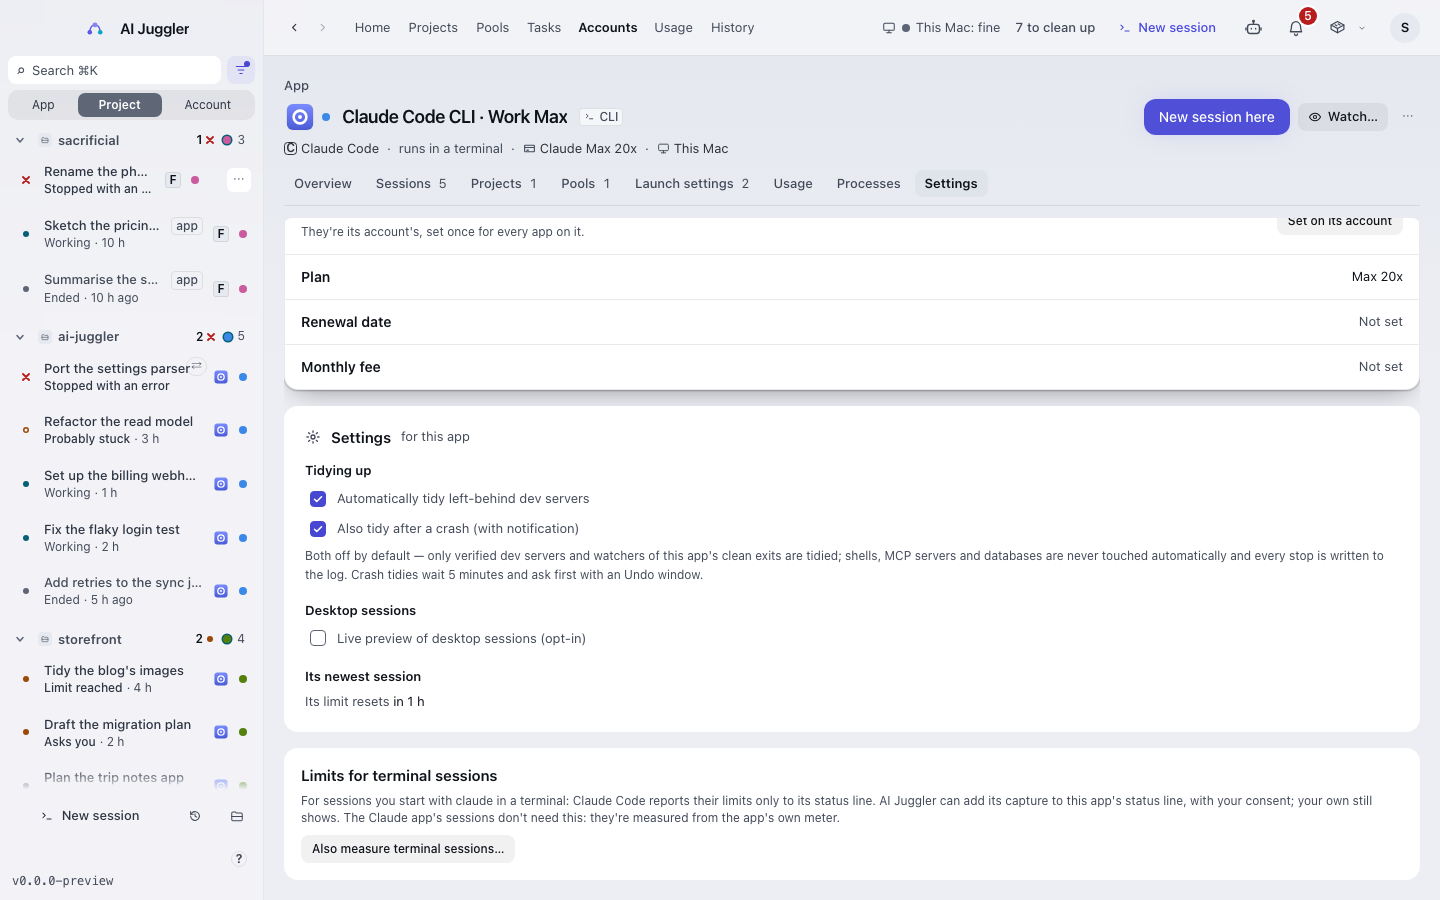 AI Juggler
Search ⌘K
App Project Account
sacrificial 1 3
Rename the ph... F
Stopped with an ...
Sketch the pricin... app F
Working · 10 h
Summarise the s... app F
Ended · 10 h ago
ai-juggler 2 5
Port the settings parser
Stopped with an error
Refactor the read model
Probably stuck · 3 h
Set up the billing webh...
Working · 1 h
Fix the flaky login test
Working · 2 h
Add retries to the sync j...
Ended · 5 h ago
storefront 2 4
Tidy the blog's images
Limit reached · 4 h
Draft the migration plan
Asks you · 2 h
Plan the trip notes app
New session
?
v0.0.0-preview
Home Projects Pools Tasks Accounts Usage History
This Mac: fine 7 to clean up New session 5 S
App
Claude Code CLI · Work Max CLI
New session here Watch...
Claude Code · runs in a terminal · Claude Max 20x · This Mac
Overview Sessions 5 Projects 1 Pools 1 Launch settings 2 Usage Processes Settings
They're its account's, set once for every app on it. Set on its account
Plan Max 20x
Renewal date Not set
Monthly fee Not set
Settings for this app
Tidying up
Automatically tidy left-behind dev servers
Also tidy after a crash (with notification)
Both off by default — only verified dev servers and watchers of this app's clean exits are tidied; shells, MCP servers and databases are never touched automatically and every stop is written to
the log. Crash tidies wait 5 minutes and ask first with an Undo window.
Desktop sessions
Live preview of desktop sessions (opt-in)
Its newest session
Its limit resets in 1 h
Limits for terminal sessions
For sessions you start with claude in a terminal: Claude Code reports their limits only to its status line. AI Juggler can add its capture to this app's status line, with your consent; your own still
shows. The Claude app's sessions don't need this: they're measured from the app's own meter.
Also measure terminal sessions...